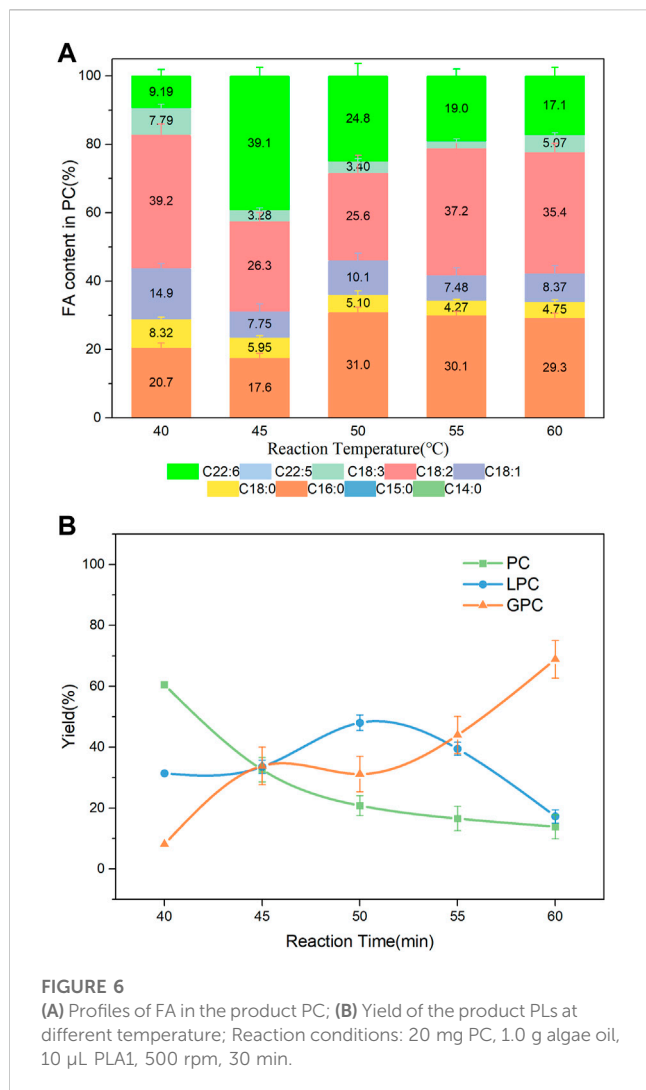 A
FA content in PC(%)
100
80
60
40
20
0
9.19
7.79
39.2
14.9
8.32
20.7
39.1
3.28
26.3
7.75
5.95
17.6
24.8
3.40
25.6
10.1
5.10
31.0
19.0
37.2
7.48
4.27
30.1
17.1
5.07
35.4
8.37
4.75
29.3
40 45 50 55 60
Reaction Temperature(°C)
C22:6 C22:5 C18:3 C18:2 C18:1
C18:0 C16:0 C15:0 C14:0
B
Yield(%)
100
80
60
40
20
0
PC
LPC
GPC
40 45 50 55 60
Reaction Time(min)
FIGURE 6
(A) Profiles of FA in the product PC; (B) Yield of the product PLs at
different temperature; Reaction conditions: 20 mg PC, 1.0 g algae oil,
10 μL PLA1, 500 rpm, 30 min.